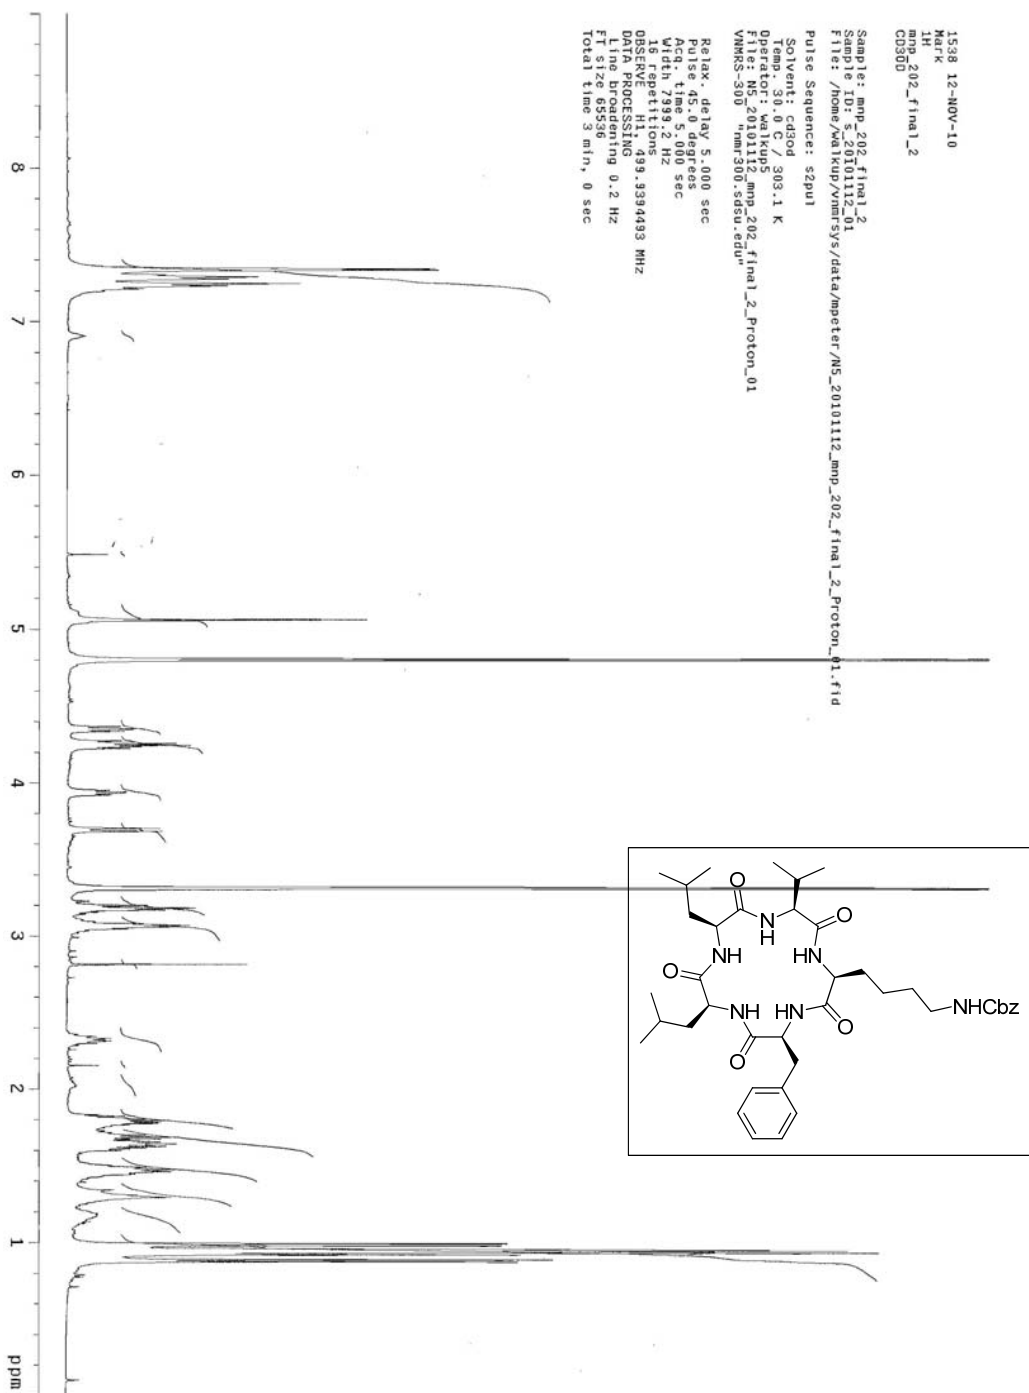 1538 12-NOV-10
Mark
1H
mnp_202_final_2
CD3OD
Sample: mnp_202_final_2
Sample ID: s_20101112_01
File: /home/walkup/vnmrsys/data/mpeter/N5_20101112_mnp_202_final_2_Proton_01.fid
Pulse Sequence: s2pul
Solvent: cd3od
Temp. 30.0 C / 303.1 K
Operator: walkup5
File: N5_20101112_mnp_202_final_2_Proton_01
VNMRS-300 "nmr300.sdsu.edu"
Relax. delay 5.000 sec
Pulse 45.0 degrees
Acq. time 5.000 sec
Width 7999.2 Hz
16 repetitions
OBSERVE H1, 499.9394493 MHz
DATA PROCESSING
Line broadening 0.2 Hz
FT size 65536
Total time 3 min, 0 sec
8
7
6
5
4
3
2
1
ppm
O
N
H
O
NH
HN
O
NHCbz
NH
HN
O
O